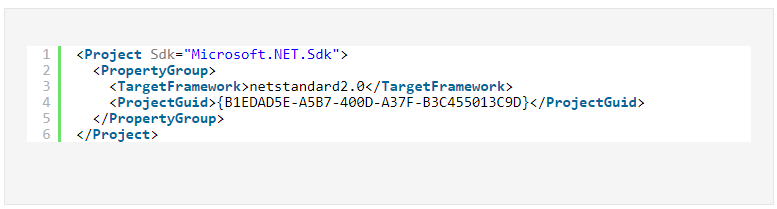 1 <Project Sdk="Microsoft.NET.Sdk">
2   <PropertyGroup>
3     <TargetFramework>netstandard2.0</TargetFramework>
4     <ProjectGuid>{B1EDAD5E-A5B7-400D-A37F-B3C455013C9D}</ProjectGuid>
5   </PropertyGroup>
6 </Project>